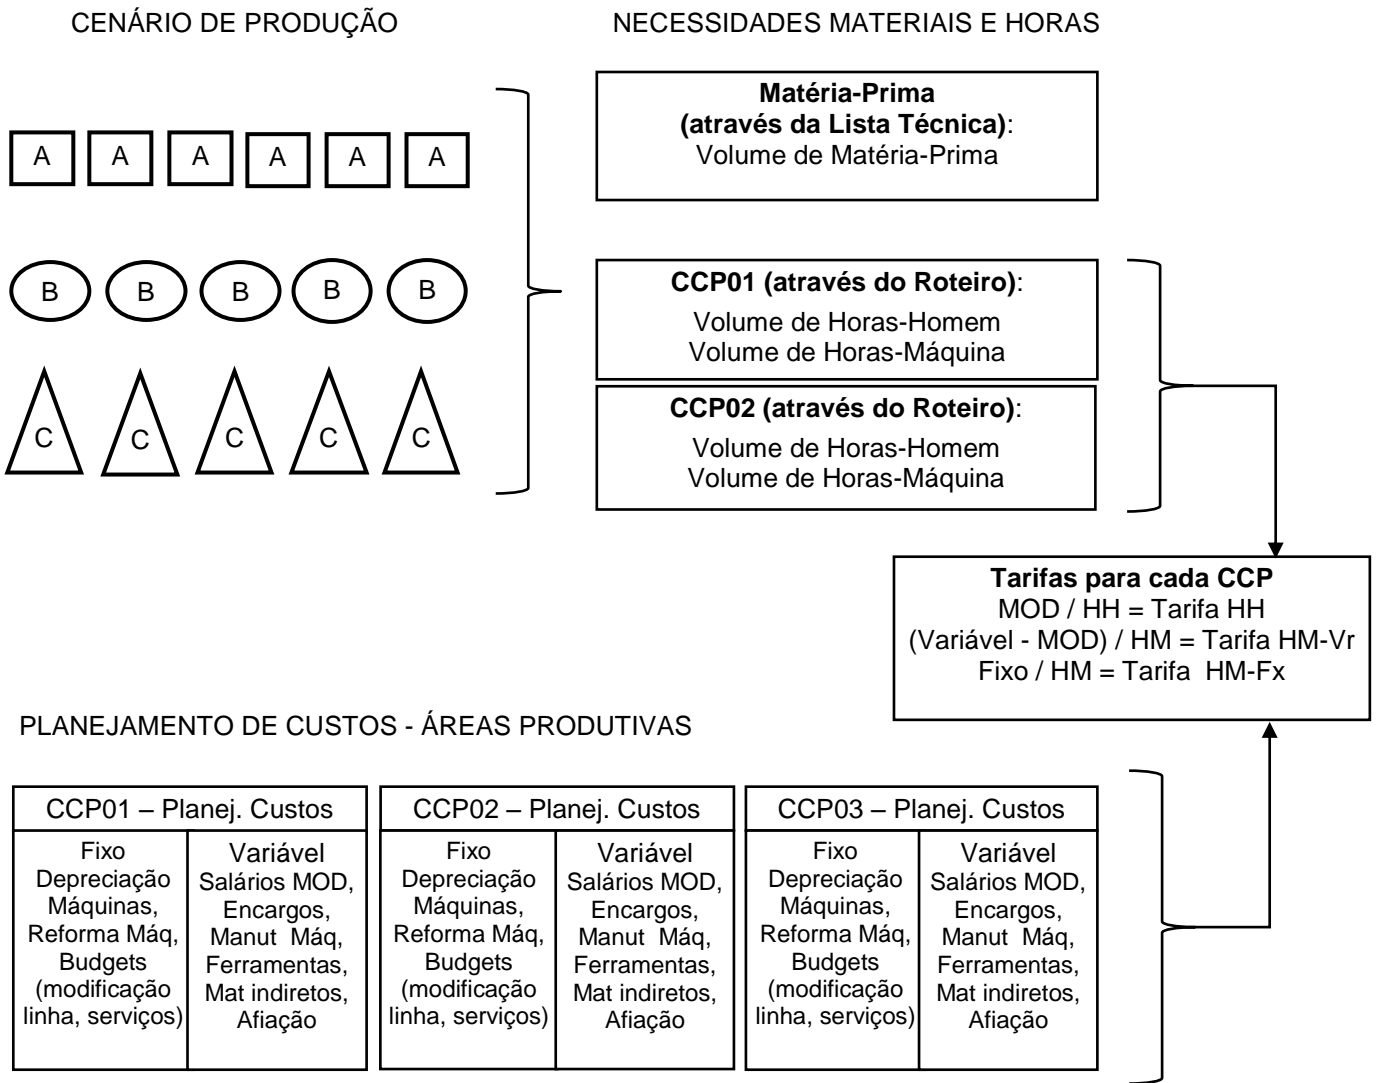 CENÁRIO DE PRODUÇÃO
NECESSIDADES MATERIAIS E HORAS
A A A A A A
B B B B B
C C C C C
Matéria-Prima
(através da Lista Técnica):
Volume de Matéria-Prima
CCP01 (através do Roteiro):
Volume de Horas-Homem
Volume de Horas-Máquina
CCP02 (através do Roteiro):
Volume de Horas-Homem
Volume de Horas-Máquina
Tarifas para cada CCP
MOD / HH = Tarifa HH
(Variável - MOD) / HM = Tarifa HM-Vr
Fixo / HM = Tarifa HM-Fx
PLANEJAMENTO DE CUSTOS - ÁREAS PRODUTIVAS
CCP01 – Planej. Custos
Fixo
Depreciação
Máquinas,
Reforma Máq,
Budgets
(modificação
linha, serviços)
Variável
Salários MOD,
Encargos,
Manut Máq,
Ferramentas,
Mat indiretos,
Afiação
CCP02 – Planej. Custos
Fixo
Depreciação
Máquinas,
Reforma Máq,
Budgets
(modificação
linha, serviços)
Variável
Salários MOD,
Encargos,
Manut Máq,
Ferramentas,
Mat indiretos,
Afiação
CCP03 – Planej. Custos
Fixo
Depreciação
Máquinas,
Reforma Máq,
Budgets
(modificação
linha, serviços)
Variável
Salários MOD,
Encargos,
Manut Máq,
Ferramentas,
Mat indiretos,
Afiação